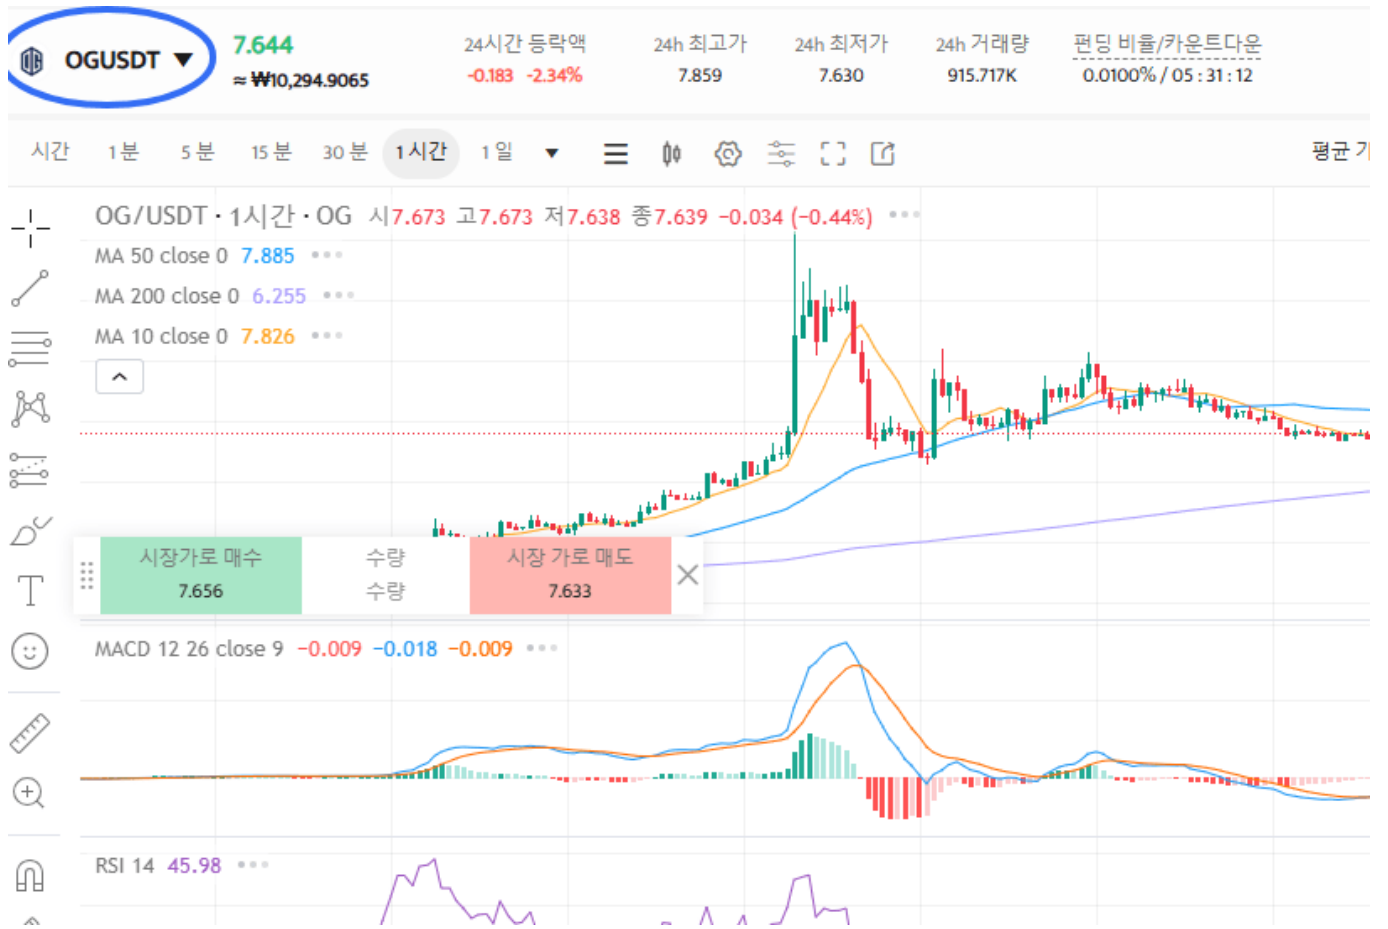 OGUSDT ▼
7.644
≈ ₩10,294.9065
24시간 등락액
-0.183 -2.34%
24h 최고가
7.859
24h 최저가
7.630
24h 거래량
915.717K
펀딩 비율/카운트다운
0.0100% / 05 : 31 : 12
시간 1분 5분 15분 30분 1시간 1일 ▼
평균
OG/USDT · 1시간 · OG 시7.673 고7.673 저7.638 종7.639 −0.034 (−0.44%)
MA 50 close 0 7.885
MA 200 close 0 6.255
MA 10 close 0 7.826
시장가로 매수
7.656
수량
수량
시장 가로 매도
7.633
MACD 12 26 close 9 −0.009 −0.018 −0.009
RSI 14 45.98